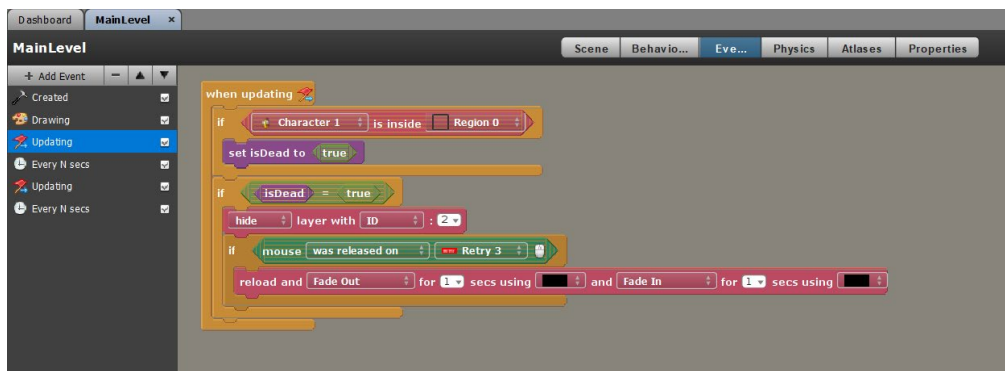 Dashboard MainLevel ×
MainLevel Scene Behavio... Eve... Physics Atlases Properties
+ Add Event − ▲ ▼
Created
Drawing
Updating
Every N secs
Updating
Every N secs
when updating
if Character 1 is inside Region 0
set isDead to true
if isDead = true
hide layer with ID : 2
if mouse was released on Retry 3
reload and Fade Out for 1 secs using and Fade In for 1 secs using